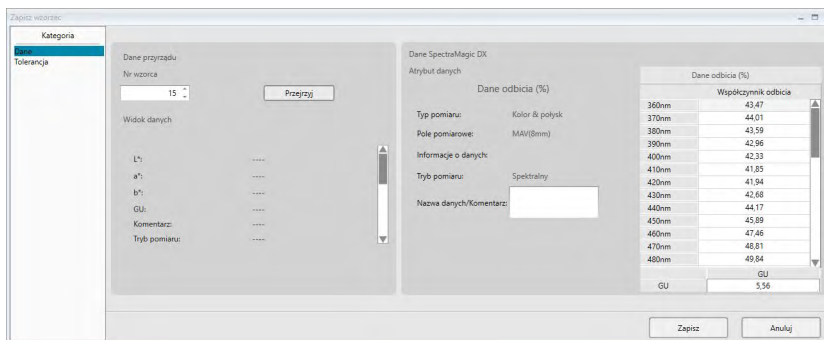 Zapisz wzorzec
Kategoria
Dane
Tolerancja
Dane przyrządu
Nr wzorca
15
Przejrzyj
Widok danych
L*: ----
a*: ----
b*: ----
GU: ----
Komentarz: ----
Tryb pomiaru: ----
Dane SpectraMagic DX
Atrybut danych
Dane odbicia (%)
Typ pomiaru: Kolor & połysk
Pole pomiarowe: MAV(8mm)
Informacje o danych:
Tryb pomiaru: Spektralny
Nazwa danych/Komentarz:
Dane odbicia (%)
Współczynnik odbicia
360nm 43,47
370nm 44,01
380nm 43,59
390nm 42,96
400nm 42,33
410nm 41,85
420nm 41,94
430nm 42,68
440nm 44,17
450nm 45,89
460nm 47,46
470nm 48,81
480nm 49,84
GU
GU 5,56
Zapisz
Anuluj